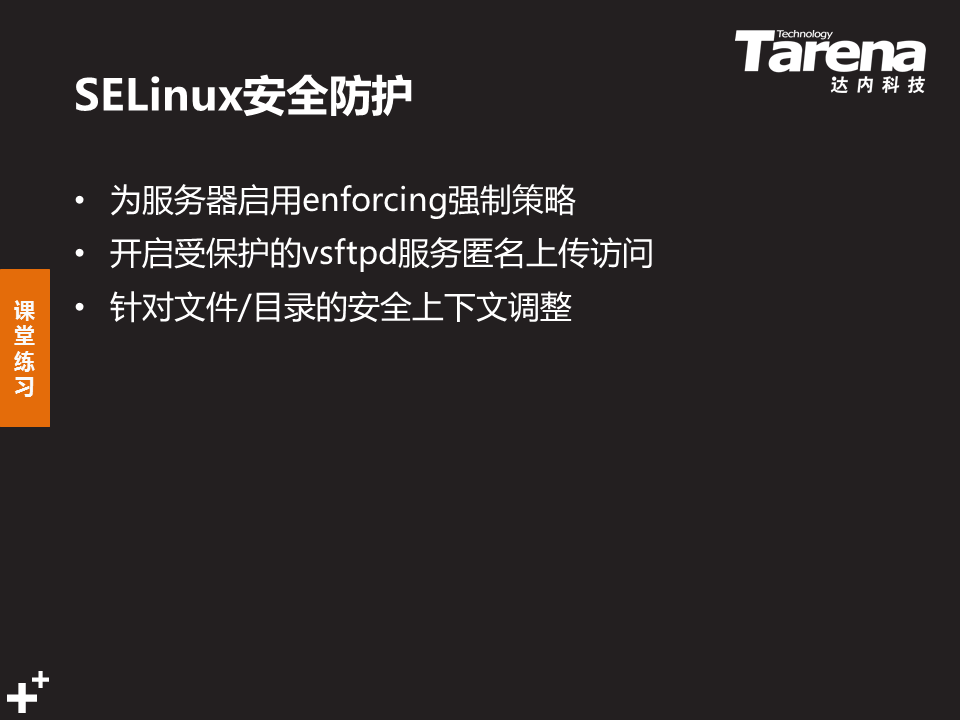 Technology
Tarena
达内科技
SELinux安全防护
• 为服务器启用enforcing强制策略
• 开启受保护的vsftpd服务匿名上传访问
• 针对文件/目录的安全上下文调整
课
堂
练
习